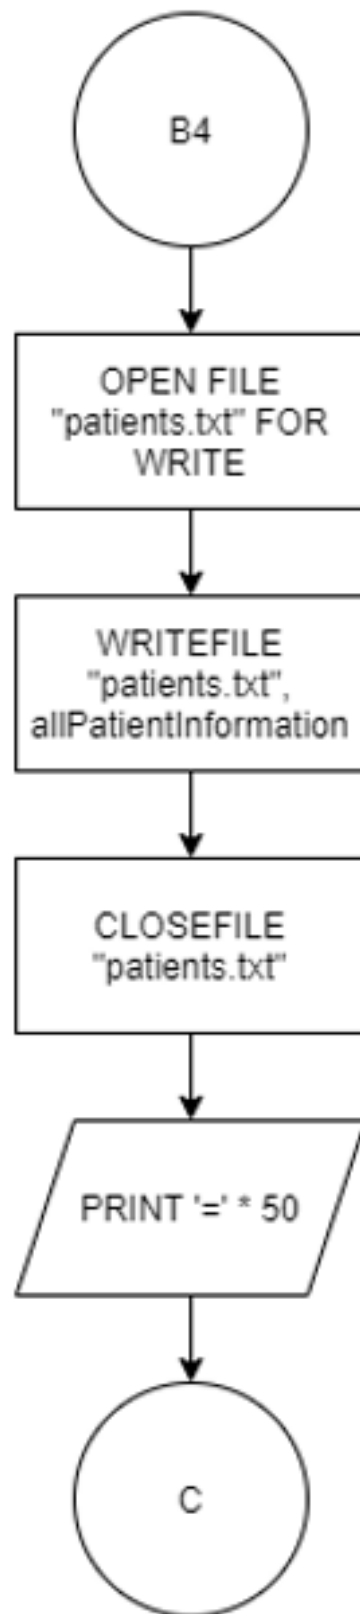 B4
OPEN FILE
"patients.txt" FOR
WRITE
WRITEFILE
"patients.txt",
allPatientInformation
CLOSEFILE
"patients.txt"
PRINT '=' * 50
C